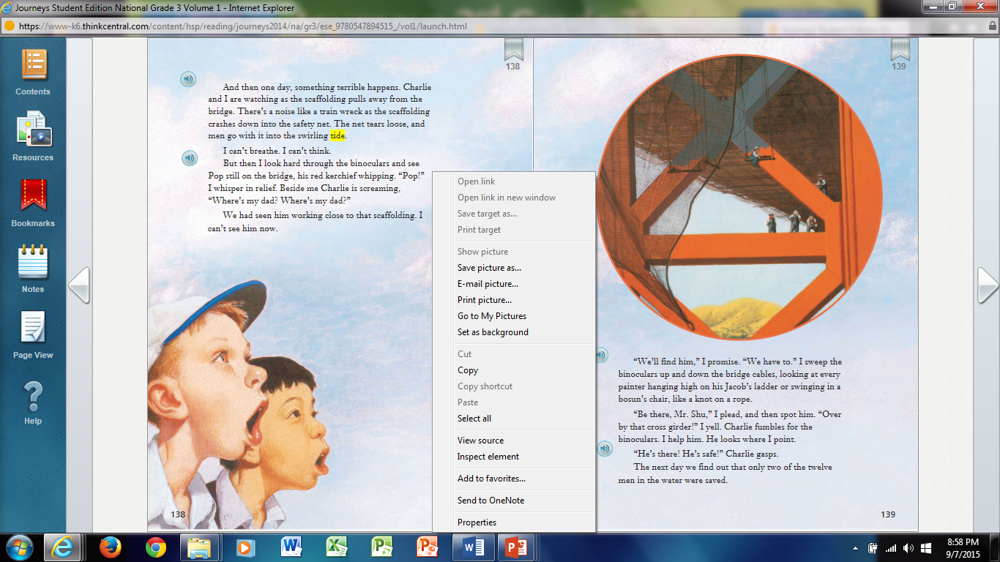 Journeys Student Edition National Grade 3 Volume 1 - Internet Explorer
https://www-k6.thinkcentral.com/content/hsp/reading/journeys2014/na/gr3/ese_9780547894515_/vol1/launch.html
Contents
Resources
Bookmarks
Notes
Page View
Help
138
And then one day, something terrible happens. Charlie
and I are watching as the scaffolding pulls away from the
bridge. There's a noise like a train wreck as the scaffolding
crashes down into the safety net. The net tears loose, and
men go with it into the swirling tide.
I can't breathe. I can't think.
But then I look hard through the binoculars and see
Pop still on the bridge, his red kerchief whipping. “Pop!”
I whisper in relief. Beside me Charlie is screaming,
“Where's my dad? Where's my dad?”
We had seen him working close to that scaffolding. I
can't see him now.
138
Open link
Open link in new window
Save target as...
Print target
Show picture
Save picture as...
E-mail picture...
Print picture...
Go to My Pictures
Set as background
Cut
Copy
Copy shortcut
Paste
Select all
View source
Inspect element
Add to favorites...
Send to OneNote
Properties
139
“We'll find him,” I promise. “We have to.” I sweep the
binoculars up and down the bridge cables, looking at every
painter hanging high on his Jacob's ladder or swinging in a
bosun's chair, like a knot on a rope.
“Be there, Mr. Shu,” I plead, and then spot him. “Over
by that cross girder!” I yell. Charlie fumbles for the
binoculars. I help him. He looks where I point.
“He's there! He's safe!” Charlie gasps.
The next day we find out that only two of the twelve
men in the water were saved.
139
8:58 PM
9/7/2015